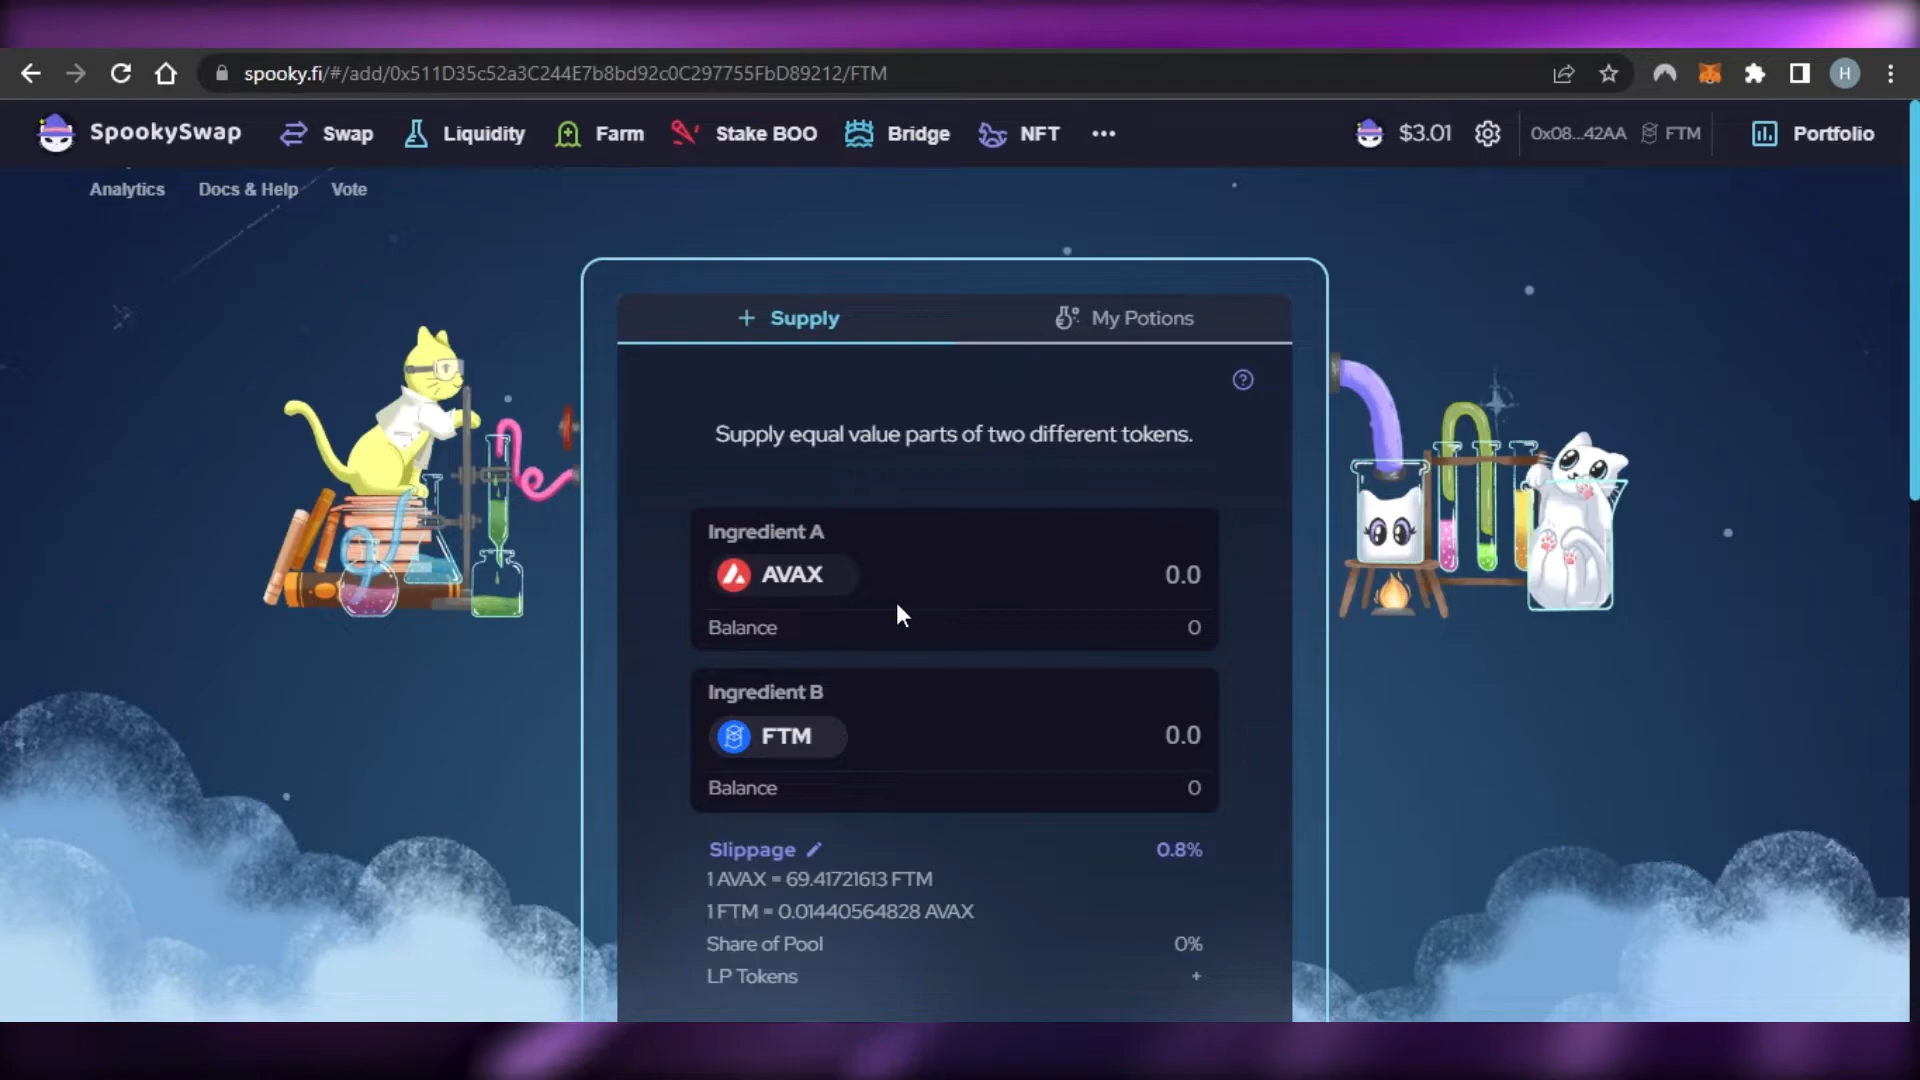 spooky.fi/#/add/0x511D35c52a3C244E7b8bd92c0C297755FbD89212/FTM
H
SpookySwap Swap Liquidity Farm Stake BOO Bridge NFT ••• $3.01 0x08...42AA FTM Portfolio
Analytics Docs & Help Vote
+ Supply My Potions
?
Supply equal value parts of two different tokens.
Ingredient A
AVAX 0.0
Balance 0
Ingredient B
FTM 0.0
Balance 0
Slippage 0.8%
1 AVAX = 69.41721613 FTM
1 FTM = 0.01440564828 AVAX
Share of Pool 0%
LP Tokens +